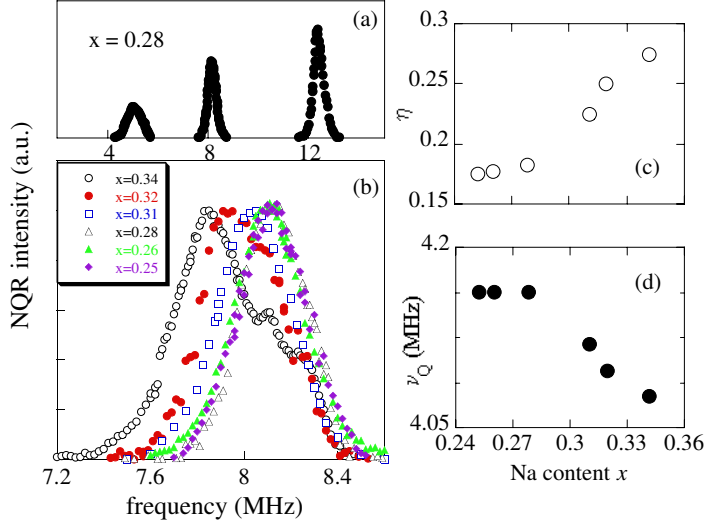 (a)
x = 0.28
4 8 12
NQR intensity (a.u.)
(b)
x=0.34
x=0.32
x=0.31
x=0.28
x=0.26
x=0.25
7.2 7.6 8 8.4
frequency (MHz)
0.3
0.25
0.2
0.15
η
(c)
4.2
4.05
ν_Q (MHz)
(d)
0.24 0.27 0.3 0.33 0.36
Na content x